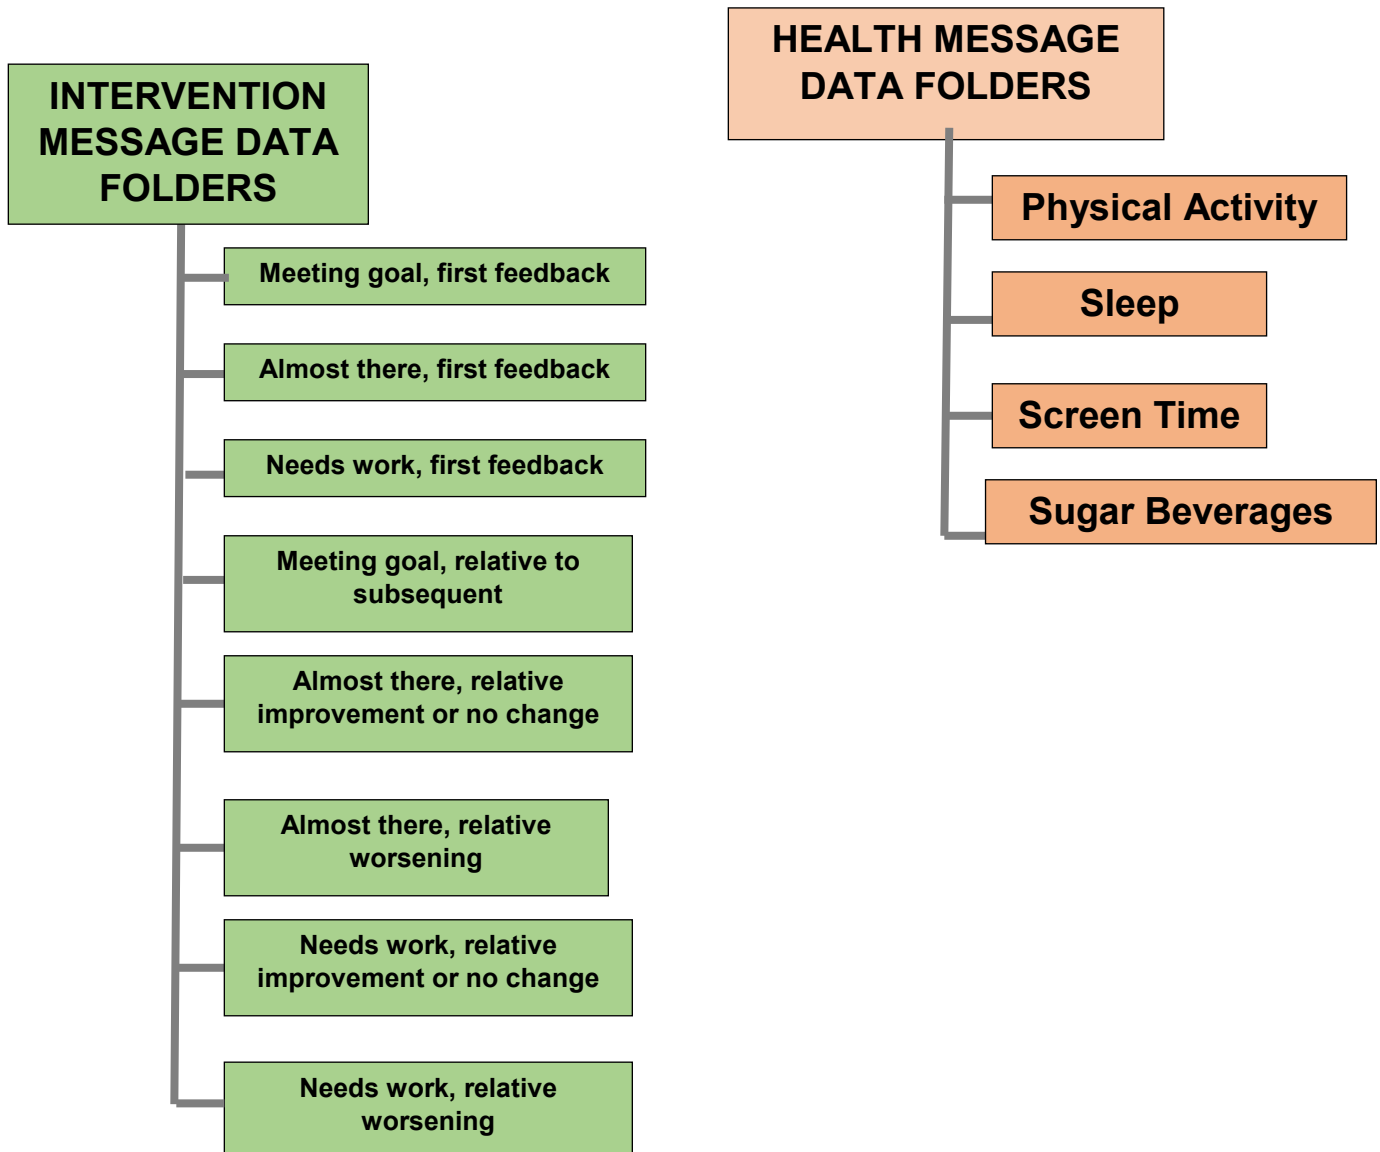 INTERVENTION
MESSAGE DATA
FOLDERS
Meeting goal, first feedback
Almost there, first feedback
Needs work, first feedback
Meeting goal, relative to
subsequent
Almost there, relative
improvement or no change
Almost there, relative
worsening
Needs work, relative
improvement or no change
Needs work, relative
worsening
HEALTH MESSAGE
DATA FOLDERS
Physical Activity
Sleep
Screen Time
Sugar Beverages